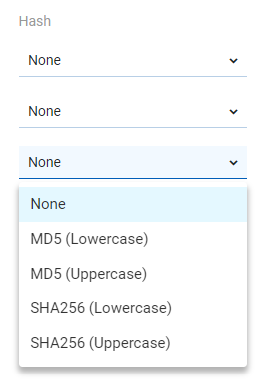 Hash
None
None
None
None
MD5 (Lowercase)
MD5 (Uppercase)
SHA256 (Lowercase)
SHA256 (Uppercase)